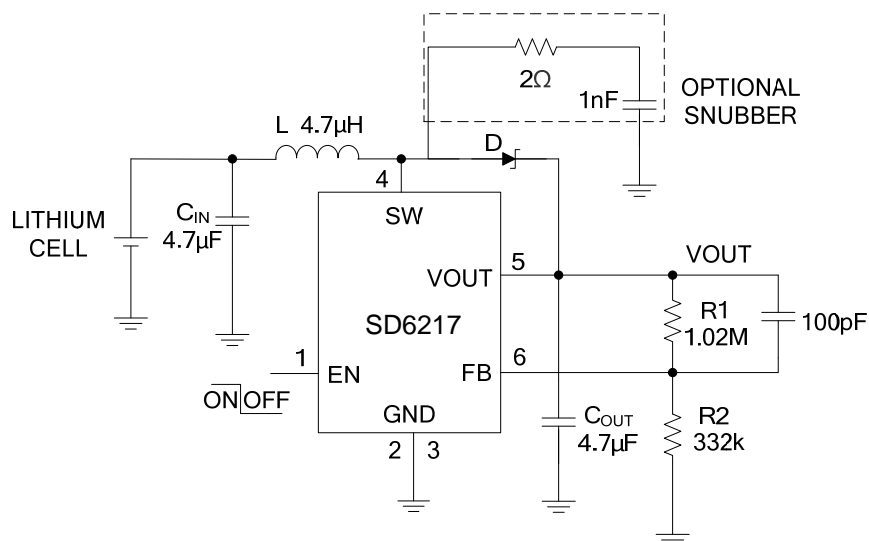 2Ω
1nF
OPTIONAL
SNUBBER
L 4.7µH
D
4
SW
LITHIUM
CELL
CIN
4.7µF
VOUT
5
VOUT
SD6217
R1
1.02M
100pF
1
EN
FB
6
ON OFF
GND
2 3
COUT
4.7µF
R2
332k